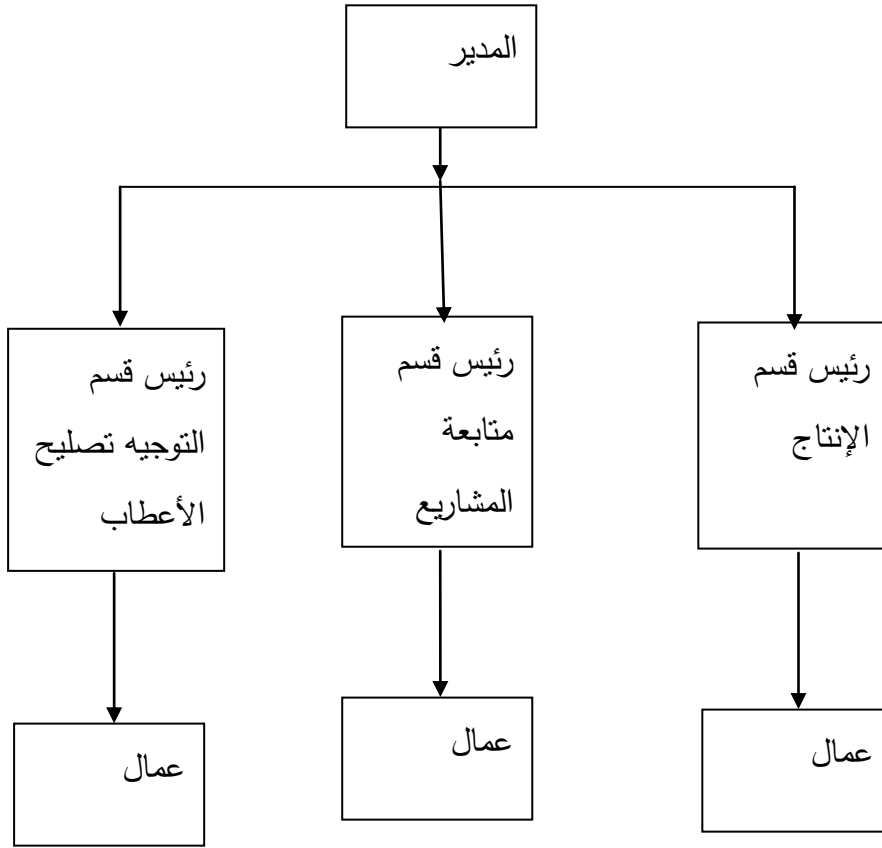 المدير
رئيس قسم
الإنتاج
رئيس قسم
متابعة
المشاريع
رئيس قسم
التوجيه تصليح
الأعطاب
عمال
عمال
عمال